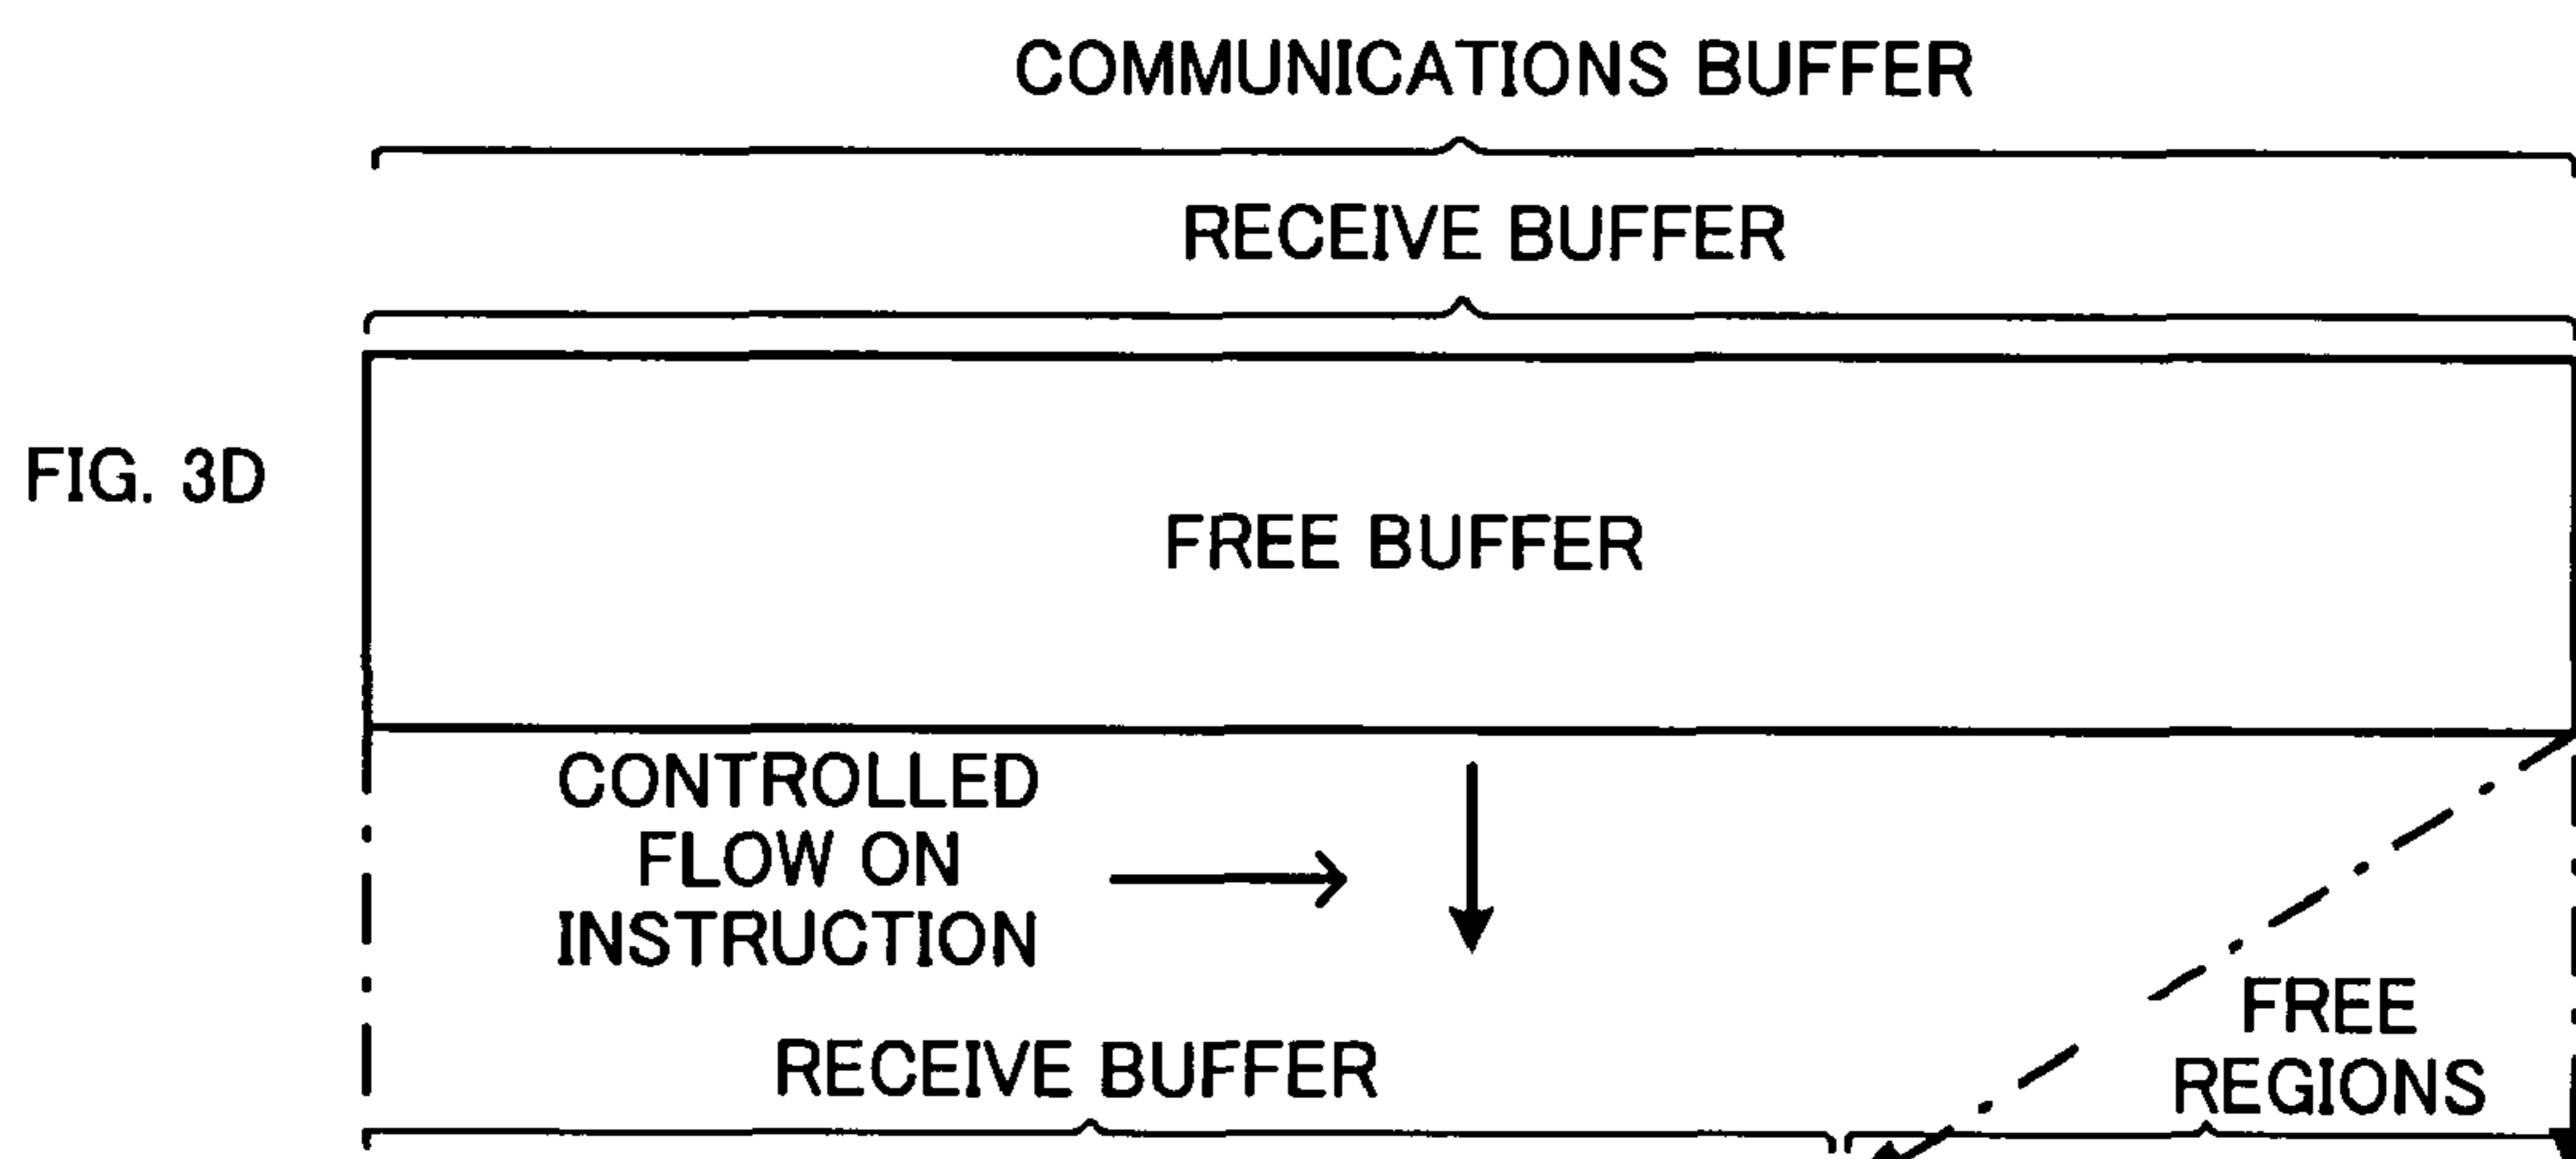 COMMUNICATIONS BUFFER
RECEIVE BUFFER
FIG. 3D
FREE BUFFER
CONTROLLED
FLOW ON
INSTRUCTION
FREE
REGIONS
RECEIVE BUFFER